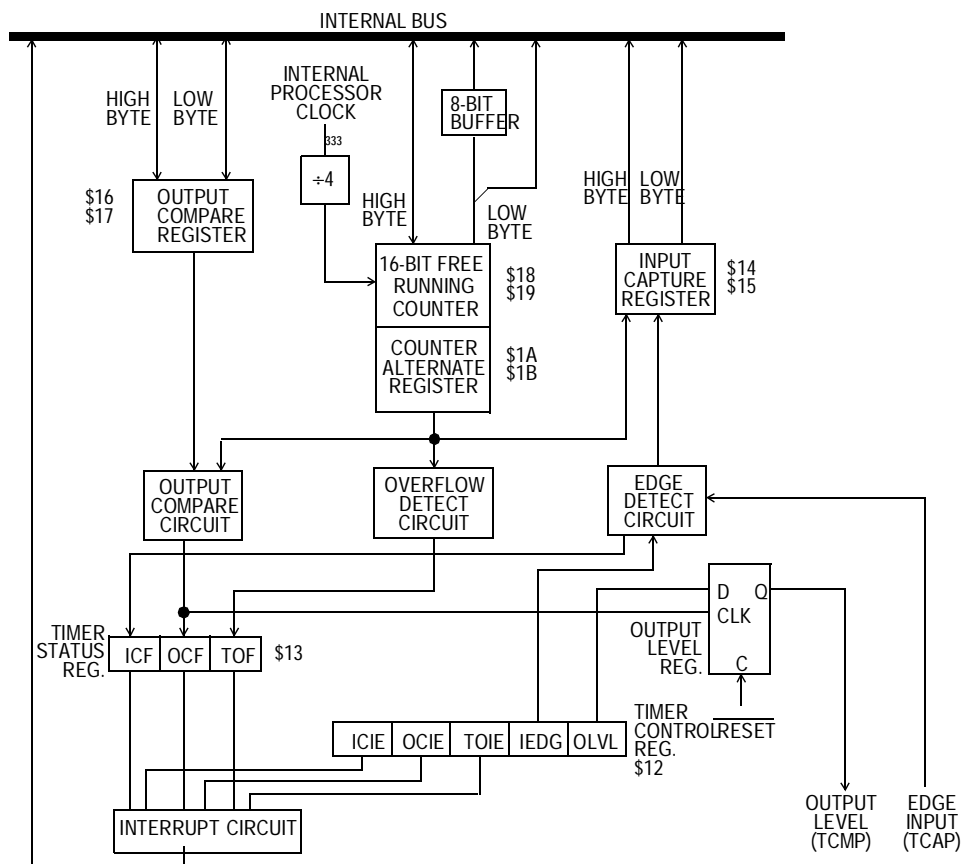 INTERNAL BUS
HIGH
BYTE
LOW
BYTE
INTERNAL
PROCESSOR
CLOCK
333
÷4
8-BIT
BUFFER
HIGH
BYTE
LOW
BYTE
HIGH
BYTE
LOW
BYTE
$16
$17
OUTPUT
COMPARE
REGISTER
16-BIT FREE
RUNNING
COUNTER
$18
$19
INPUT
CAPTURE
REGISTER
$14
$15
COUNTER
ALTERNATE
REGISTER
$1A
$1B
OUTPUT
COMPARE
CIRCUIT
OVERFLOW
DETECT
CIRCUIT
EDGE
DETECT
CIRCUIT
D Q
CLK
C
OUTPUT
LEVEL
REG.
TIMER
STATUS
REG.
ICF OCF TOF
$13
RESET
TIMER
CONTROL
REG.
$12
ICIE OCIE TOIE IEDG OLVL
INTERRUPT CIRCUIT
OUTPUT
LEVEL
(TCMP)
EDGE
INPUT
(TCAP)